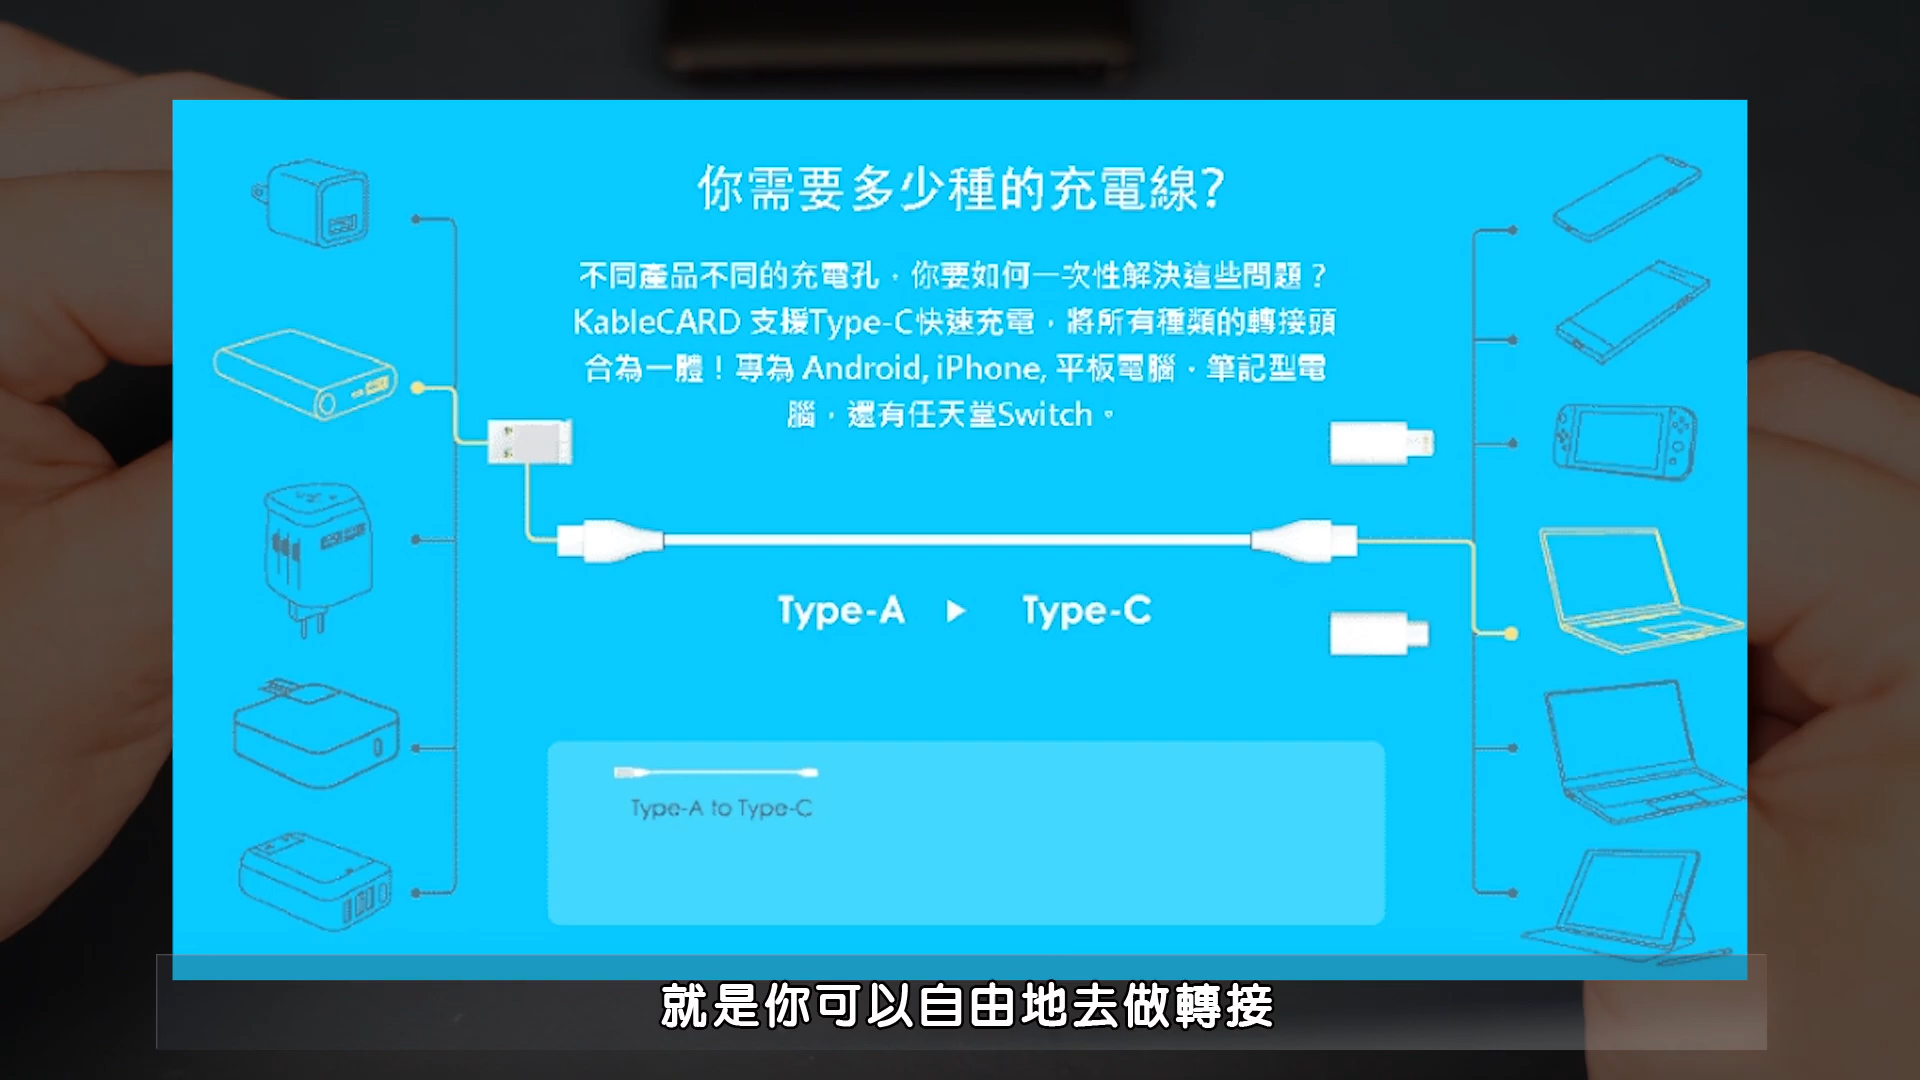 你需要多少種的充電線?
不同產品不同的充電孔，你要如何一次性解決這些問題？
KableCARD 支援Type-C快速充電，將所有種類的轉接頭
合為一體！專為 Android, iPhone, 平板電腦、筆記型電
腦，還有任天堂Switch。
Type-A ▶ Type-C
Type-A to Type-C
就是你可以自由地去做轉接